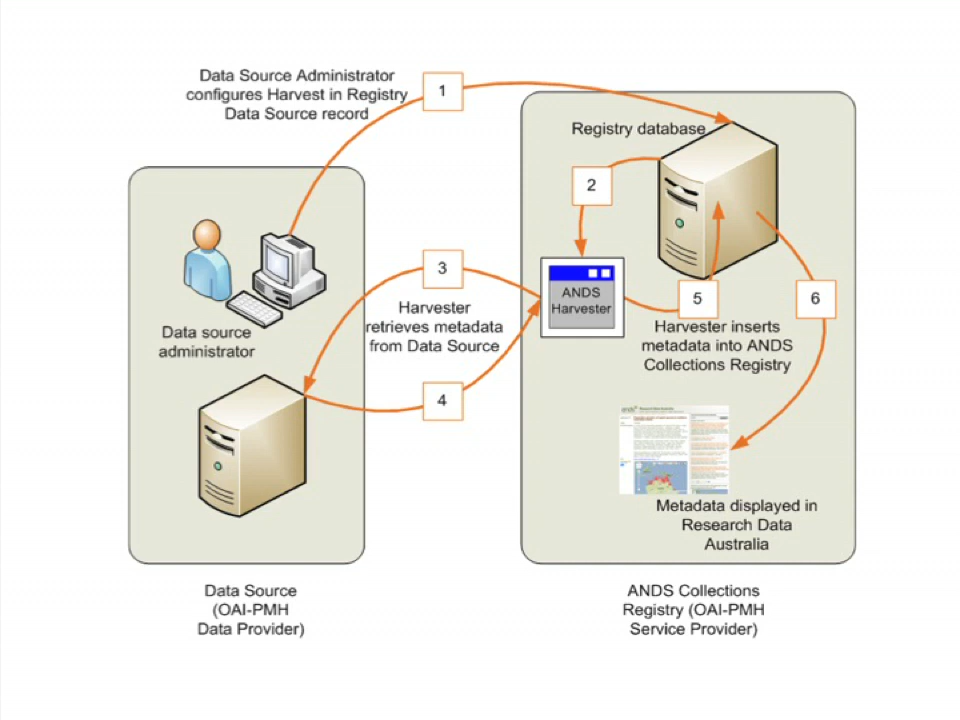 Data Source Administrator
configures Harvest in Registry
Data Source record
1
Registry database
2
3
ANDS
Harvester
5
6
Harvester
retrieves metadata
from Data Source
Harvester inserts
metadata into ANDS
Collections Registry
Data source
administrator
4
Metadata displayed in
Research Data
Australia
Data Source
(OAI-PMH
Data Provider)
ANDS Collections
Registry (OAI-PMH
Service Provider)